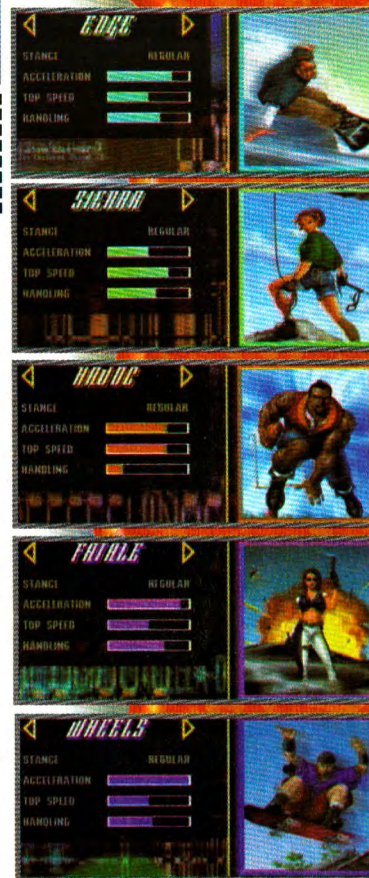 EDGE
STANCE REGULAR
ACCELERATION
TOP SPEED
HANDLING
SIERRA
STANCE REGULAR
ACCELERATION
TOP SPEED
HANDLING
HAVOC
STANCE REGULAR
ACCELERATION
TOP SPEED
HANDLING
STANCE REGULAR
ACCELERATION
TOP SPEED
HANDLING
WHEELS
STANCE REGULAR
ACCELERATION
TOP SPEED
HANDLING